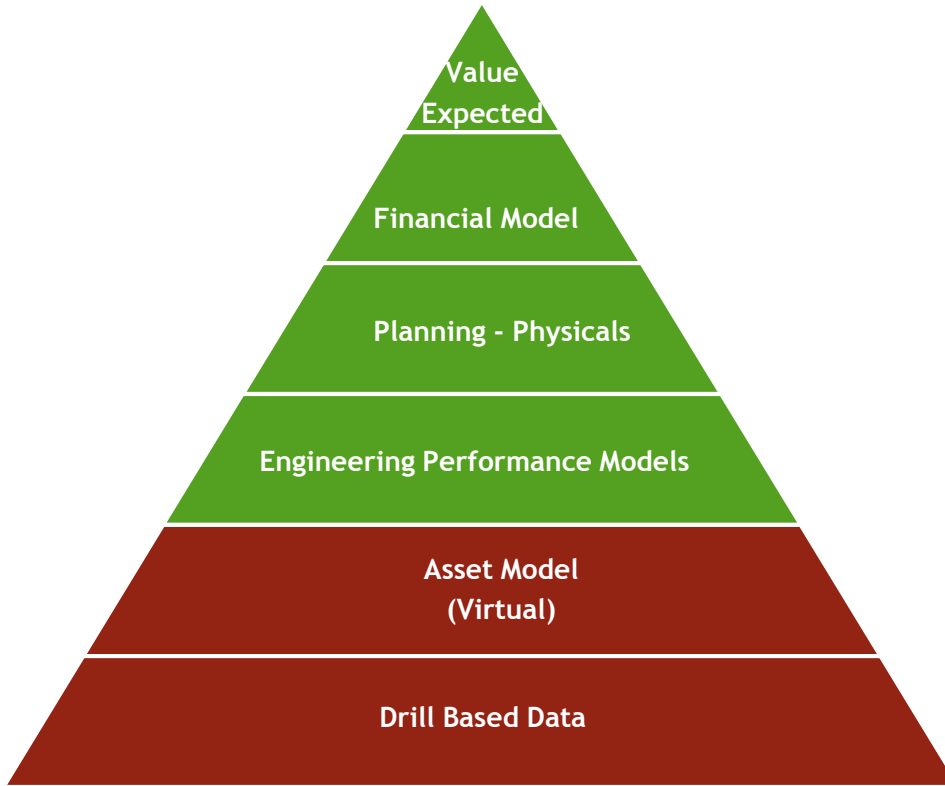 Value
Expected
Financial Model
Planning - Physicals
Engineering Performance Models
Asset Model
(Virtual)
Drill Based Data